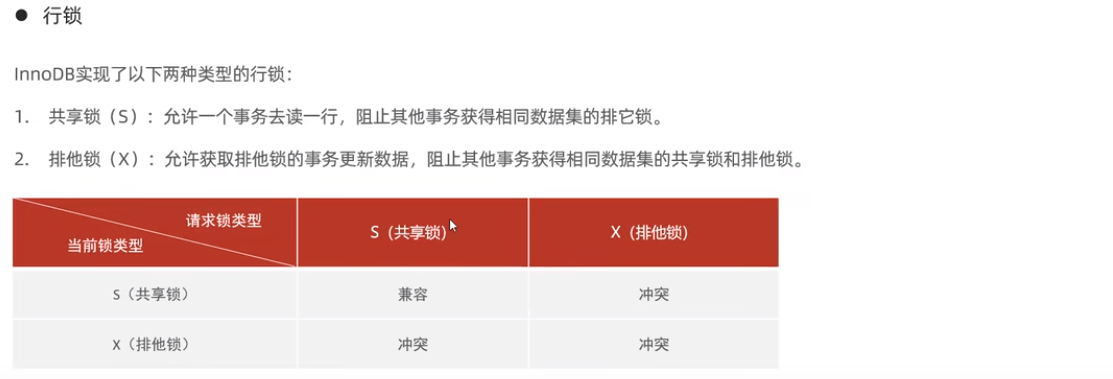 ● 行锁
InnoDB实现了以下两种类型的行锁：
1. 共享锁（S）：允许一个事务去读一行，阻止其他事务获得相同数据集的排它锁。
2. 排他锁（X）：允许获取排他锁的事务更新数据，阻止其他事务获得相同数据集的共享锁和排他锁。
请求锁类型
当前锁类型
S（共享锁）
X（排他锁）
S（共享锁）
兼容
冲突
X（排他锁）
冲突
冲突